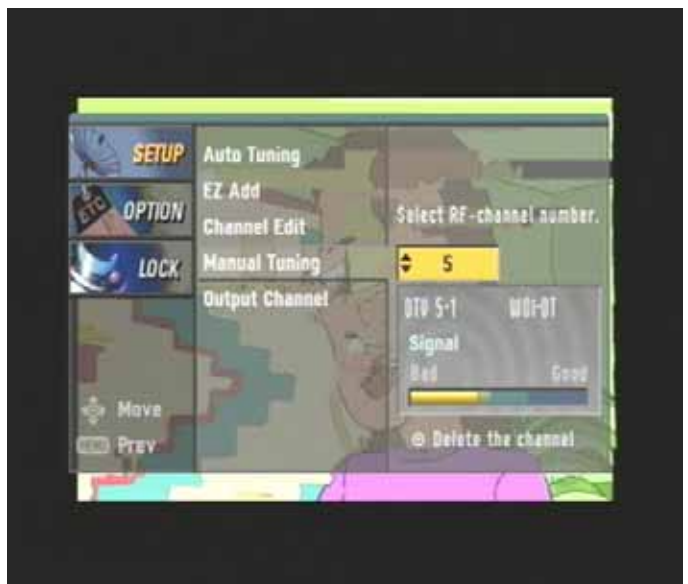 SETUP
OPTION
LOCK
ETC
Move
Prev
Auto Tuning
EZ Add
Channel Edit
Manual Tuning
Output Channel
Select RF-channel number.
5
DTV 5-1 WOI-DT
Signal
Bad Good
Delete the channel